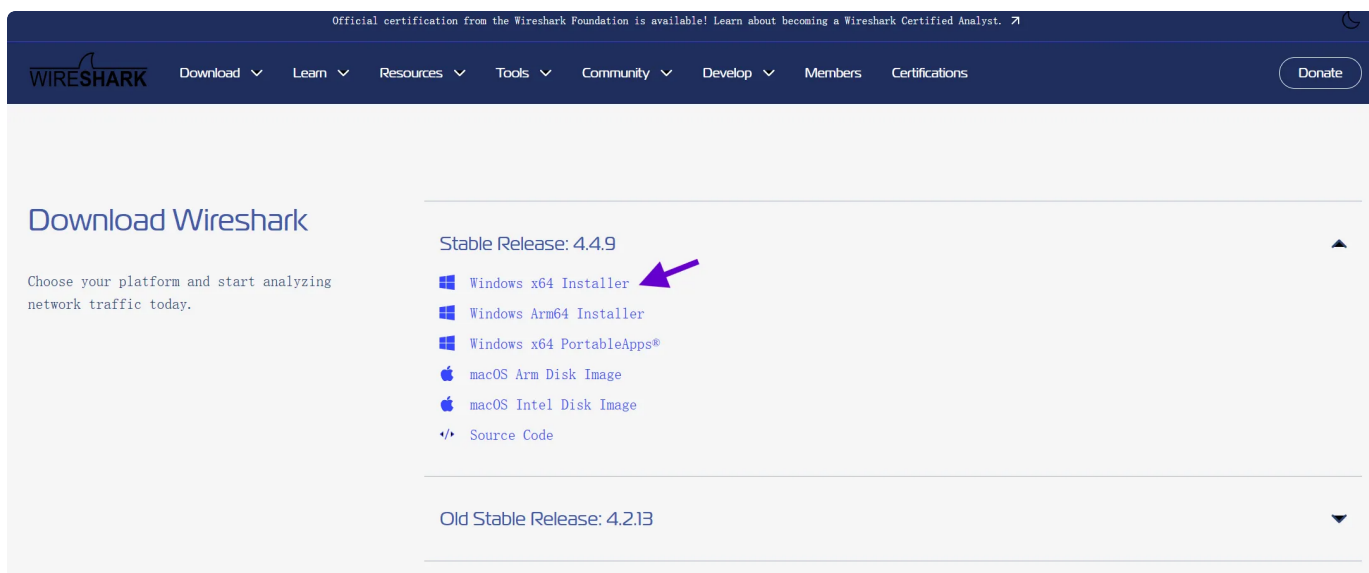 Official certification from the Wireshark Foundation is available! Learn about becoming a Wireshark Certified Analyst.
WIRESHARK
Download
Learn
Resources
Tools
Community
Develop
Members
Certifications
Donate
Download Wireshark
Choose your platform and start analyzing
network traffic today.
Stable Release: 4.4.9
Windows x64 Installer
Windows Arm64 Installer
Windows x64 PortableApps®
macOS Arm Disk Image
macOS Intel Disk Image
Source Code
Old Stable Release: 4.2.13